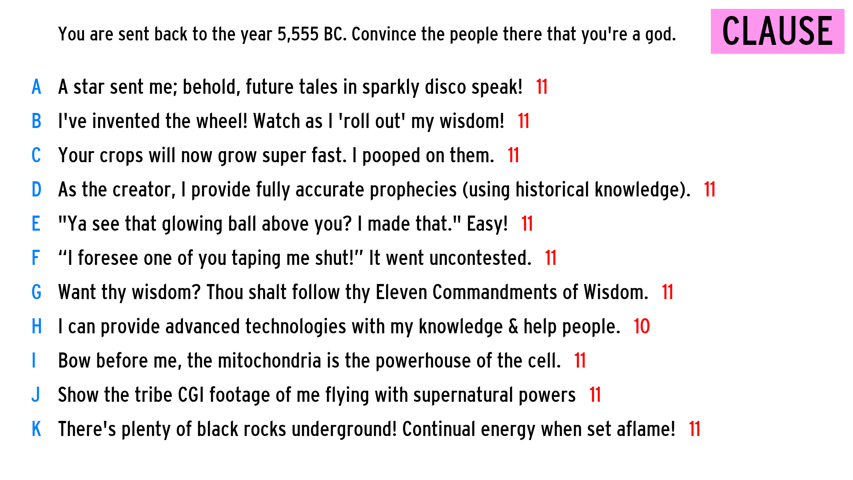 You are sent back to the year 5,555 BC. Convince the people there that you're a god.
CLAUSE
A A star sent me; behold, future tales in sparkly disco speak! 11
B I've invented the wheel! Watch as I 'roll out' my wisdom! 11
C Your crops will now grow super fast. I pooped on them. 11
D As the creator, I provide fully accurate prophecies (using historical knowledge). 11
E "Ya see that glowing ball above you? I made that." Easy! 11
F “I foresee one of you taping me shut!” It went uncontested. 11
G Want thy wisdom? Thou shalt follow thy Eleven Commandments of Wisdom. 11
H I can provide advanced technologies with my knowledge & help people. 10
I Bow before me, the mitochondria is the powerhouse of the cell. 11
J Show the tribe CGI footage of me flying with supernatural powers 11
K There's plenty of black rocks underground! Continual energy when set aflame! 11